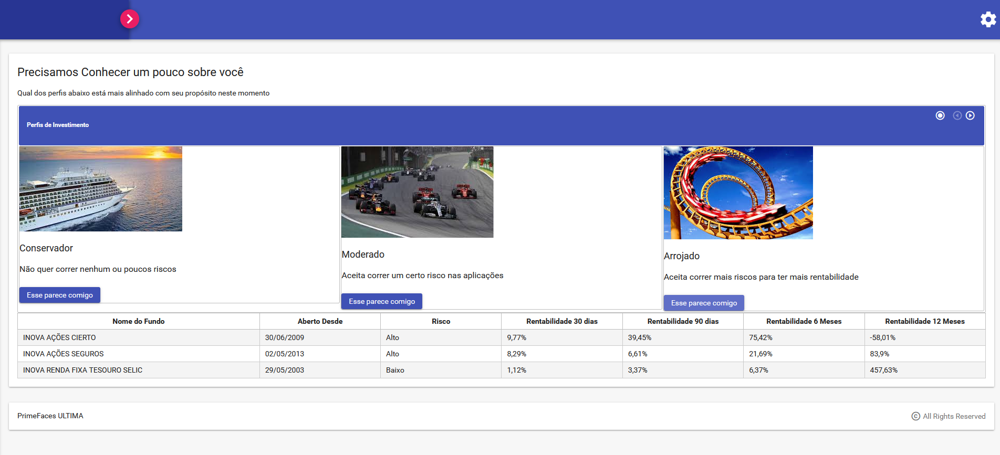 Precisamos Conhecer um pouco sobre você
Qual dos perfis abaixo está mais alinhado com seu propósito neste momento
Perfis de Investimento
Conservador
Não quer correr nenhum ou poucos riscos
Esse parece comigo
Moderado
Aceita correr um certo risco nas aplicações
Esse parece comigo
Arrojado
Aceita correr mais riscos para ter mais rentabilidade
Esse parece comigo
Nome do Fundo Aberto Desde Risco Rentabilidade 30 dias Rentabilidade 90 dias Rentabilidade 6 Meses Rentabilidade 12 Meses
INOVA AÇÕES CIERTO 30/06/2009 Alto 9,77% 39,45% 75,42% -58,01%
INOVA AÇÕES SEGUROS 02/05/2013 Alto 8,29% 6,61% 21,69% 83,9%
INOVA RENDA FIXA TESOURO SELIC 29/05/2003 Baixo 1,12% 3,37% 6,37% 457,63%
PrimeFaces ULTIMA © All Rights Reserved